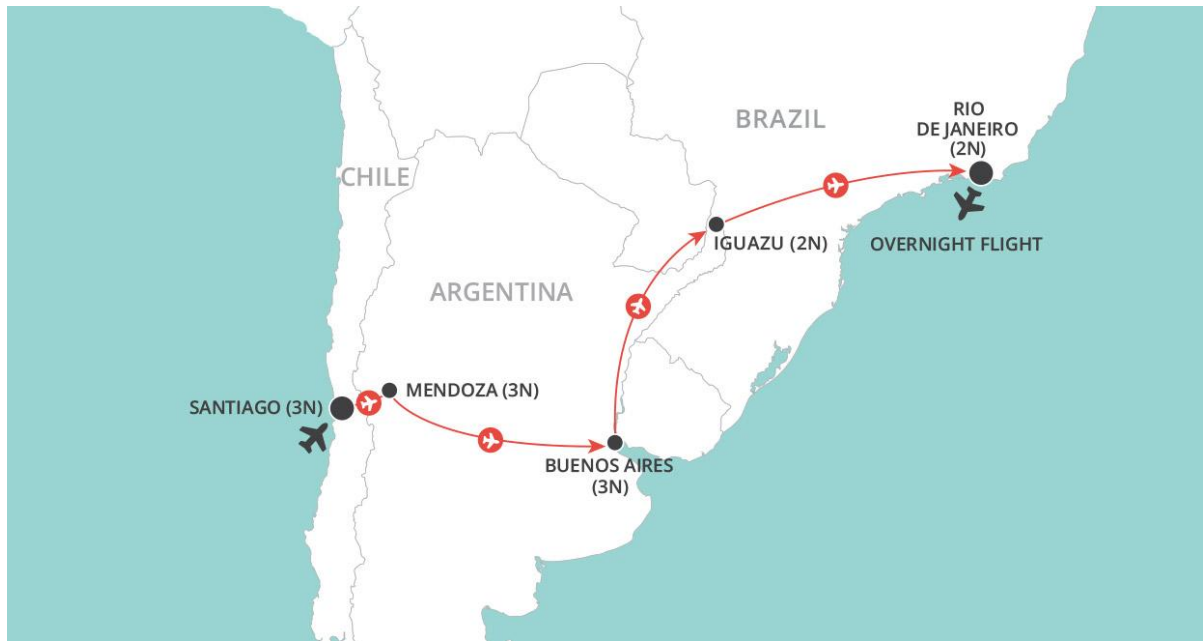 BRAZIL
RIO
DE JANEIRO
(2N)
CHILE
IGUAZU (2N)
OVERNIGHT FLIGHT
ARGENTINA
SANTIAGO (3N)
MENDOZA (3N)
BUENOS AIRES
(3N)